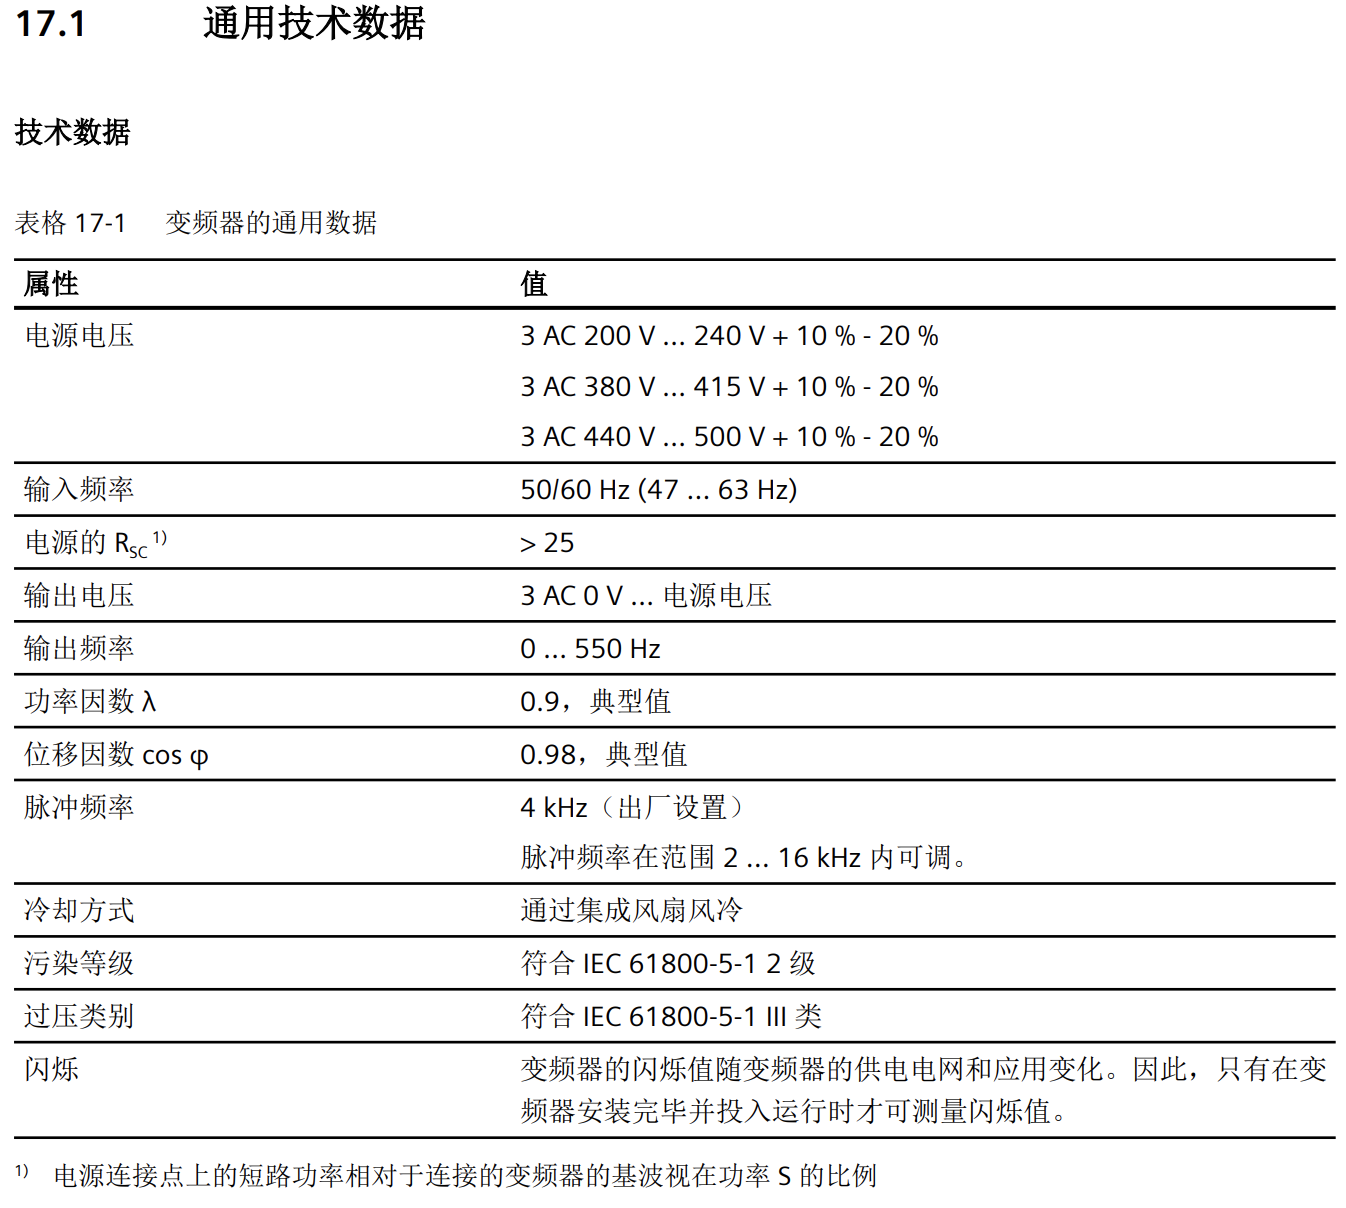 17.1 通用技术数据
技术数据
表格 17-1 变频器的通用数据
属性 值
电源电压 3 AC 200 V … 240 V + 10 % - 20 %
3 AC 380 V … 415 V + 10 % - 20 %
3 AC 440 V … 500 V + 10 % - 20 %
输入频率 50/60 Hz (47 … 63 Hz)
电源的 RSC 1) > 25
输出电压 3 AC 0 V … 电源电压
输出频率 0 … 550 Hz
功率因数 λ 0.9，典型值
位移因数 cos φ 0.98，典型值
脉冲频率 4 kHz（出厂设置）
脉冲频率在范围 2 … 16 kHz 内可调。
冷却方式 通过集成风扇风冷
污染等级 符合 IEC 61800-5-1 2 级
过压类别 符合 IEC 61800-5-1 III 类
闪烁 变频器的闪烁值随变频器的供电电网和应用变化。因此，只有在变
频器安装完毕并投入运行时才可测量闪烁值。
1) 电源连接点上的短路功率相对于连接的变频器的基波视在功率 S 的比例